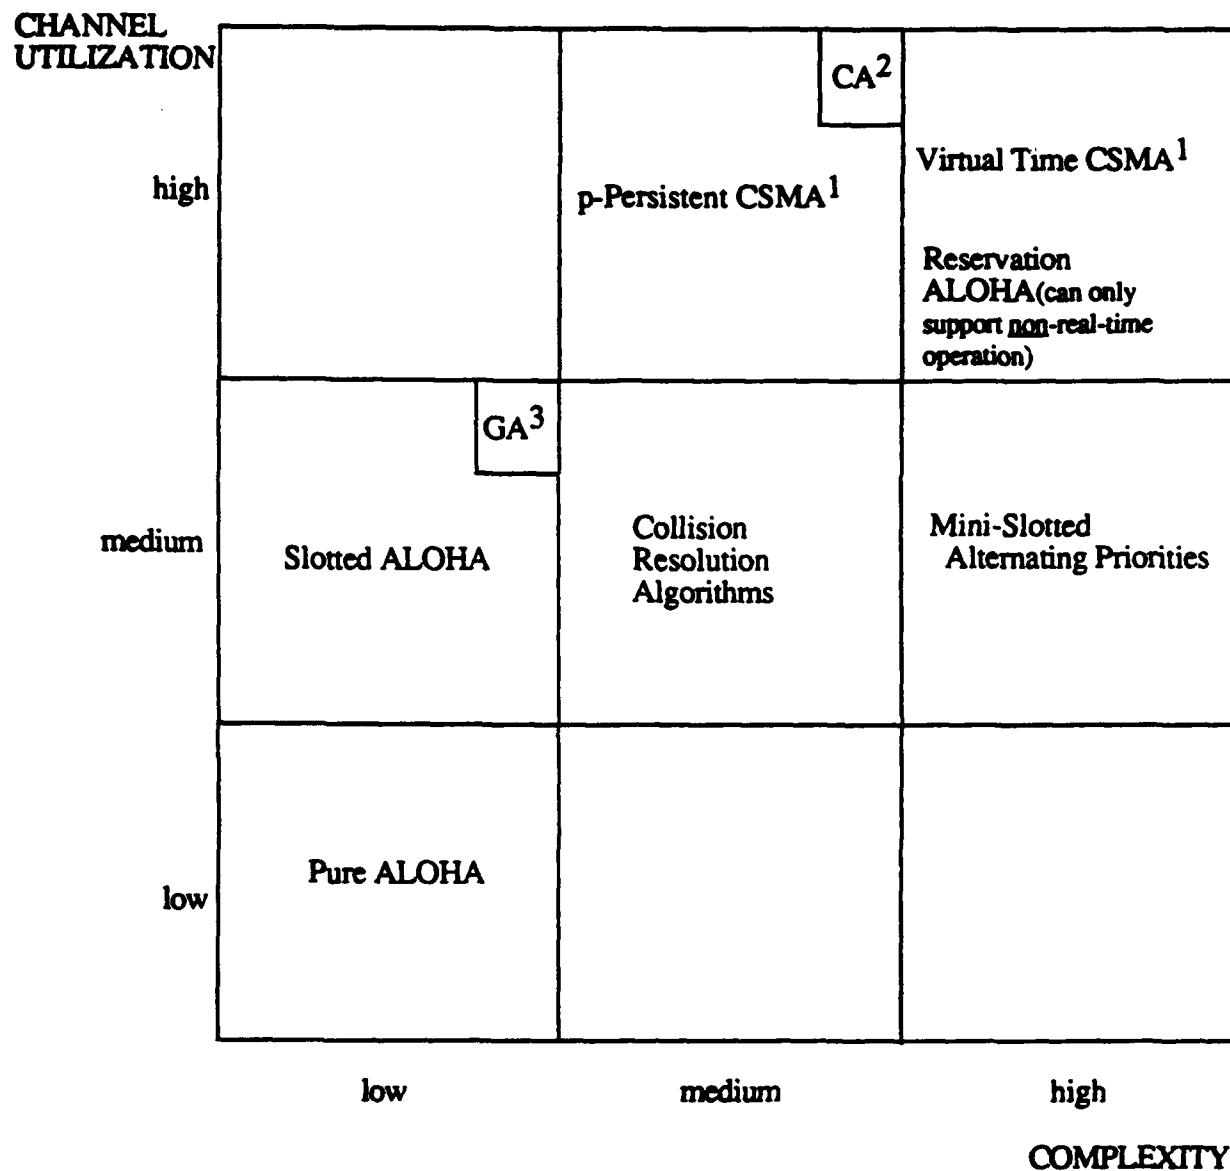 CHANNEL
UTILIZATION
CA2
high
p-Persistent CSMA1
Virtual Time CSMA1
Reservation
ALOHA(can only
support non-real-time
operation)
GA3
medium
Slotted ALOHA
Collision
Resolution
Algorithms
Mini-Slotted
Alternating Priorities
Pure ALOHA
low
low
medium
high
COMPLEXITY